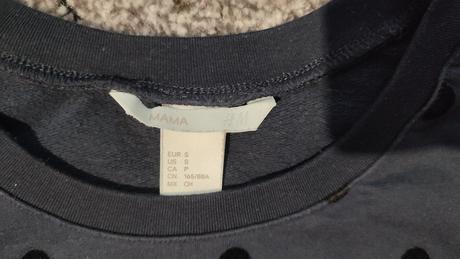 MAMA H&M
EUR S
US S
CA P
CN 165/88A
MX CH